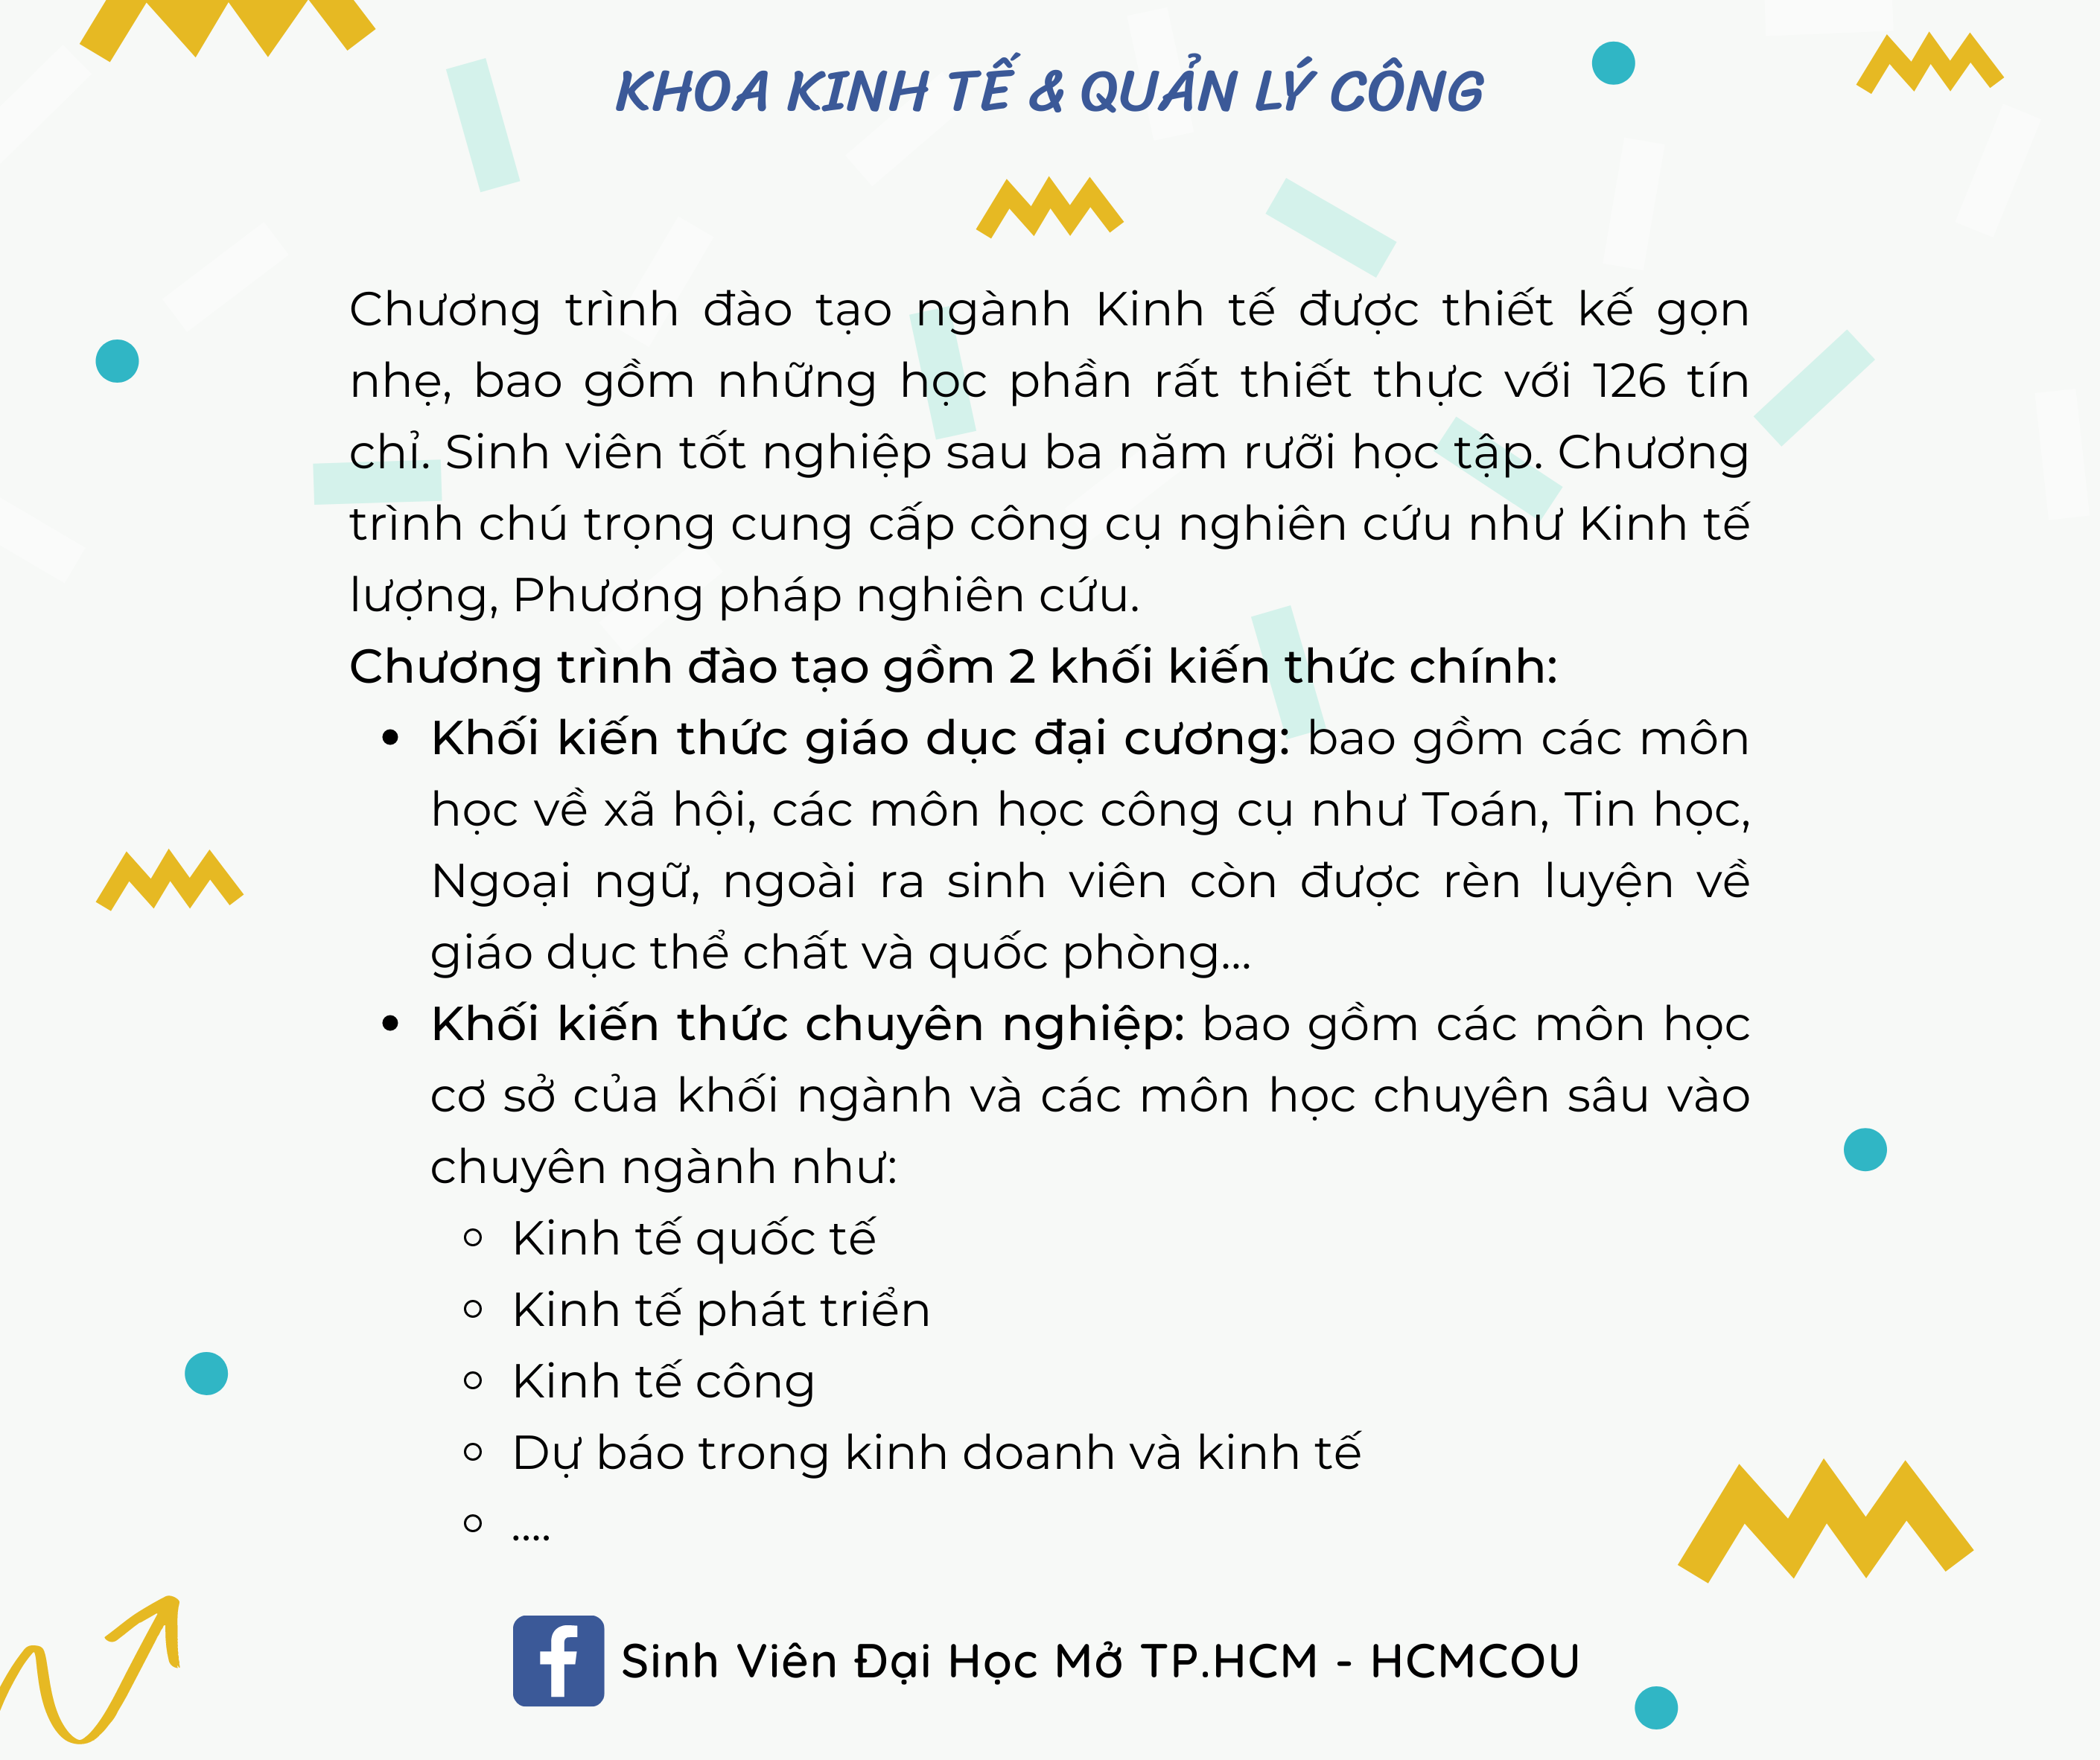 KHOA KINH TẾ & QUẢN LÝ CÔNG
Chương trình đào tạo ngành Kinh tế được thiết kế gọn
nhẹ, bao gồm những học phần rất thiết thực với 126 tín
chỉ. Sinh viên tốt nghiệp sau ba năm rưỡi học tập. Chương
trình chú trọng cung cấp công cụ nghiên cứu như Kinh tế
lượng, Phương pháp nghiên cứu.
Chương trình đào tạo gồm 2 khối kiến thức chính:
• Khối kiến thức giáo dục đại cương: bao gồm các môn
học về xã hội, các môn học công cụ như Toán, Tin học,
Ngoại ngữ, ngoài ra sinh viên còn được rèn luyện về
giáo dục thể chất và quốc phòng...
• Khối kiến thức chuyên nghiệp: bao gồm các môn học
cơ sở của khối ngành và các môn học chuyên sâu vào
chuyên ngành như:
◦ Kinh tế quốc tế
◦ Kinh tế phát triển
◦ Kinh tế công
◦ Dự báo trong kinh doanh và kinh tế
◦ ....
f Sinh Viên Đại Học Mở TP.HCM - HCMCOU